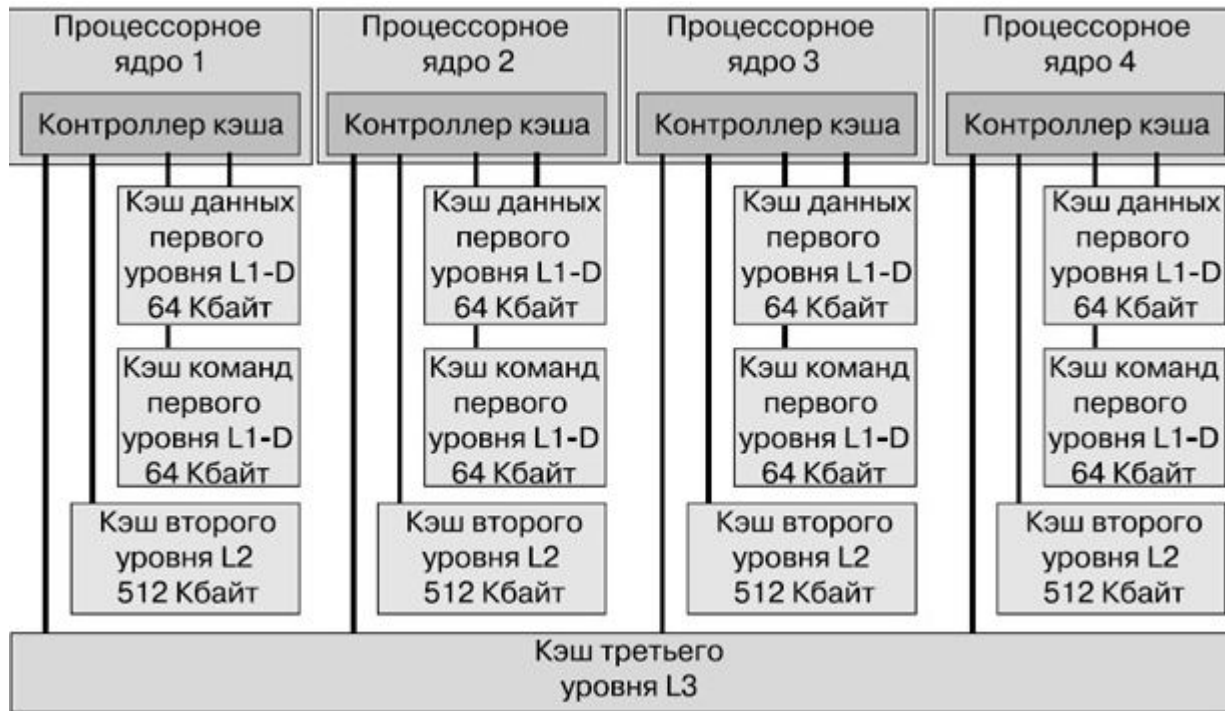 Процессорное
ядро 1
Контроллер кэша
Кэш данных
первого
уровня L1-D
64 Кбайт
Кэш команд
первого
уровня L1-D
64 Кбайт
Кэш второго
уровня L2
512 Кбайт
Процессорное
ядро 2
Контроллер кэша
Кэш данных
первого
уровня L1-D
64 Кбайт
Кэш команд
первого
уровня L1-D
64 Кбайт
Кэш второго
уровня L2
512 Кбайт
Процессорное
ядро 3
Контроллер кэша
Кэш данных
первого
уровня L1-D
64 Кбайт
Кэш команд
первого
уровня L1-D
64 Кбайт
Кэш второго
уровня L2
512 Кбайт
Процессорное
ядро 4
Контроллер кэша
Кэш данных
первого
уровня L1-D
64 Кбайт
Кэш команд
первого
уровня L1-D
64 Кбайт
Кэш второго
уровня L2
512 Кбайт
Кэш третьего
уровня L3